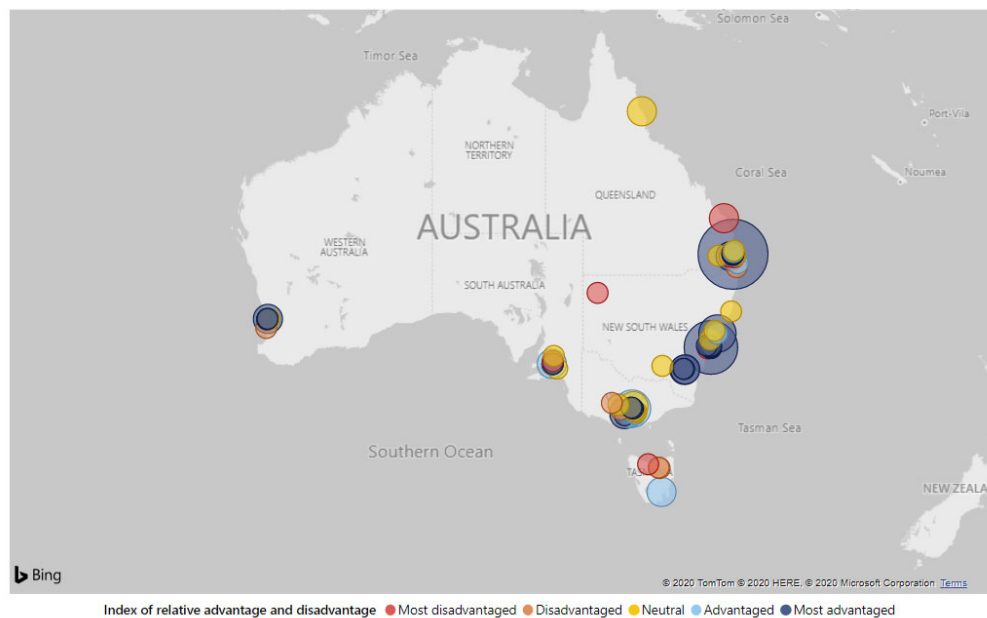 Solomon Sea
Timor Sea
Port-Vila
NORTHERN
TERRITORY
Coral Sea
Noumea
QUEENSLAND
AUSTRALIA
WESTERN
AUSTRALIA
SOUTH AUSTRALIA
NEW SOUTH WALES
Tasman Sea
Southern Ocean
NEW ZEALA
Bing
© 2020 TomTom © 2020 HERE, © 2020 Microsoft Corporation Terms
Index of relative advantage and disadvantage Most disadvantaged Disadvantaged Neutral Advantaged Most advantaged